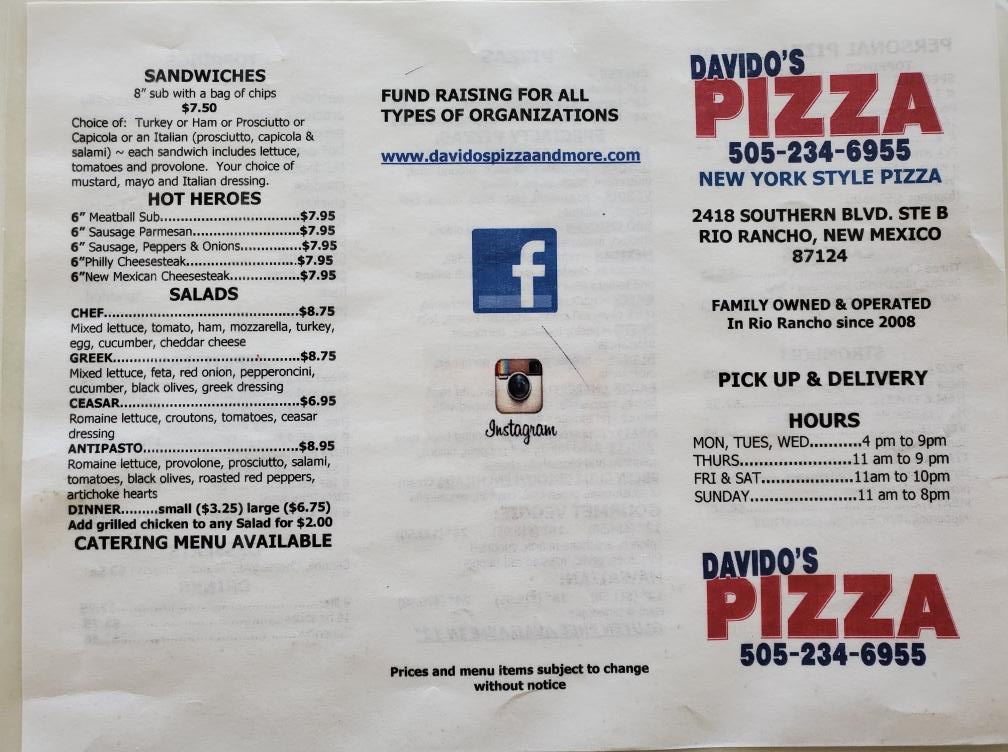 SANDWICHES
8" sub with a bag of chips
$7.50
Choice of: Turkey or Ham or Prosciutto or
Capicola or an Italian (prosciutto, capicola &
salami) ~ each sandwich includes lettuce,
tomatoes and provolone. Your choice of
mustard, mayo and Italian dressing.
HOT HEROES
6" Meatball Sub..............................$7.95
6" Sausage Parmesan.......................$7.95
6" Sausage, Peppers & Onions.............$7.95
6"Philly Cheesesteak........................$7.95
6"New Mexican Cheesesteak...............$7.95
SALADS
CHEF................................................$8.75
Mixed lettuce, tomato, ham, mozzarella, turkey,
egg, cucumber, cheddar cheese
GREEK..............................................$8.75
Mixed lettuce, feta, red onion, pepperoncini,
cucumber, black olives, greek dressing
CEASAR............................................$6.95
Romaine lettuce, croutons, tomatoes, ceasar
dressing
ANTIPASTO.......................................$8.95
Romaine lettuce, provolone, prosciutto, salami,
tomatoes, black olives, roasted red peppers,
artichoke hearts
DINNER.........small ($3.25) large ($6.75)
Add grilled chicken to any Salad for $2.00
CATERING MENU AVAILABLE
FUND RAISING FOR ALL
TYPES OF ORGANIZATIONS
www.davidospizzaandmore.com
f
Instagram
Prices and menu items subject to change
without notice
DAVIDO'S
PIZZA
505-234-6955
NEW YORK STYLE PIZZA
2418 SOUTHERN BLVD. STE B
RIO RANCHO, NEW MEXICO
87124
FAMILY OWNED & OPERATED
In Rio Rancho since 2008
PICK UP & DELIVERY
HOURS
MON, TUES, WED..........4 pm to 9pm
THURS......................11 am to 9 pm
FRI & SAT..................11am to 10pm
SUNDAY.....................11 am to 8pm
DAVIDO'S
PIZZA
505-234-6955